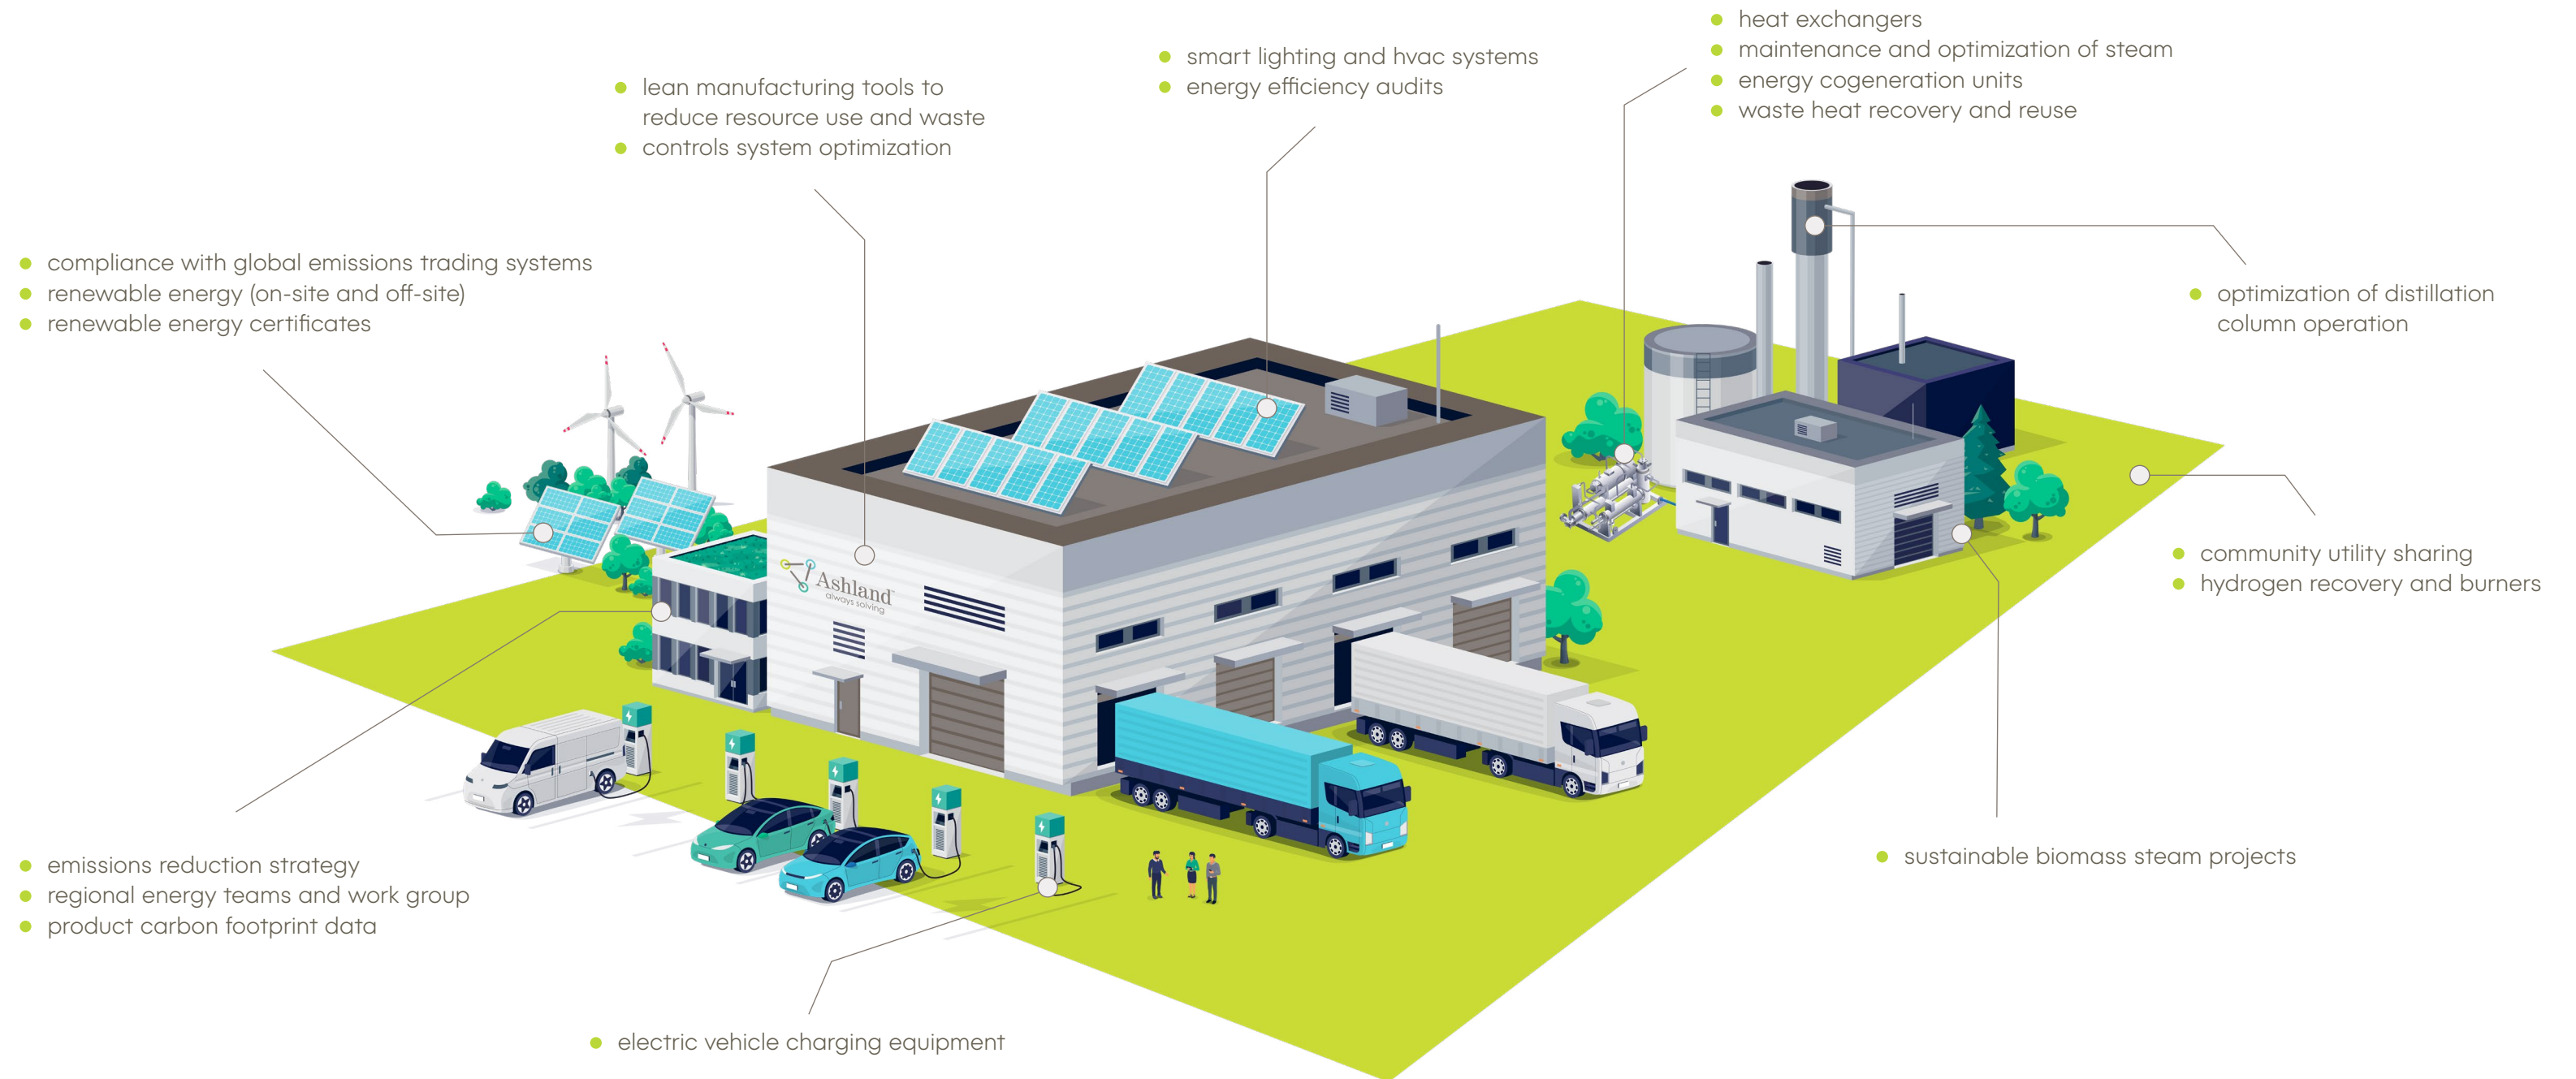 heat exchangers
maintenance and optimization of steam
energy cogeneration units
waste heat recovery and reuse
smart lighting and hvac systems
energy efficiency audits
lean manufacturing tools to
reduce resource use and waste
controls system optimization
compliance with global emissions trading systems
renewable energy (on-site and off-site)
renewable energy certificates
optimization of distillation
column operation
community utility sharing
hydrogen recovery and burners
Ashland™
always solving
sustainable biomass steam projects
emissions reduction strategy
regional energy teams and work group
product carbon footprint data
electric vehicle charging equipment